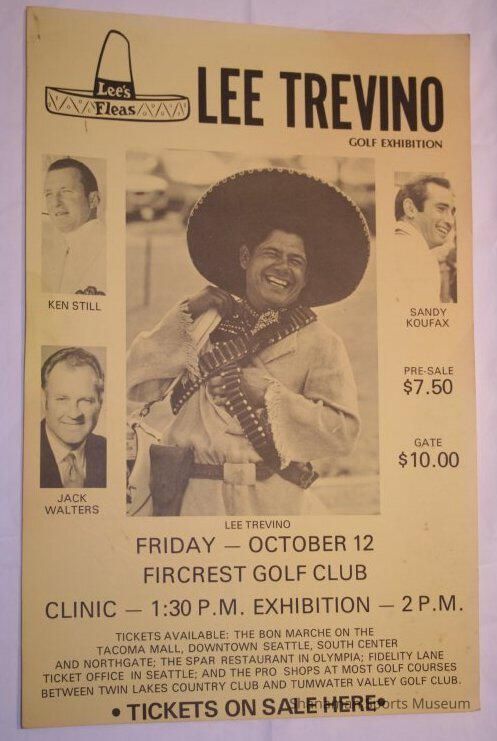 Lee's
Fleas
LEE TREVINO
GOLF EXHIBITION
KEN STILL
SANDY
KOUFAX
PRE-SALE
$7.50
GATE
$10.00
JACK
WALTERS
LEE TREVINO
FRIDAY — OCTOBER 12
FIRCREST GOLF CLUB
CLINIC — 1:30 P.M. EXHIBITION — 2 P.M.
TICKETS AVAILABLE: THE BON MARCHE ON THE
TACOMA MALL, DOWNTOWN SEATTLE, SOUTH CENTER
AND NORTHGATE; THE SPAR RESTAURANT IN OLYMPIA; FIDELITY LANE
TICKET OFFICE IN SEATTLE; AND THE PRO SHOPS AT MOST GOLF COURSES
BETWEEN TWIN LAKES COUNTRY CLUB AND TUMWATER VALLEY GOLF CLUB.
• TICKETS ON SALE HERE •
Shanaman Sports Museum